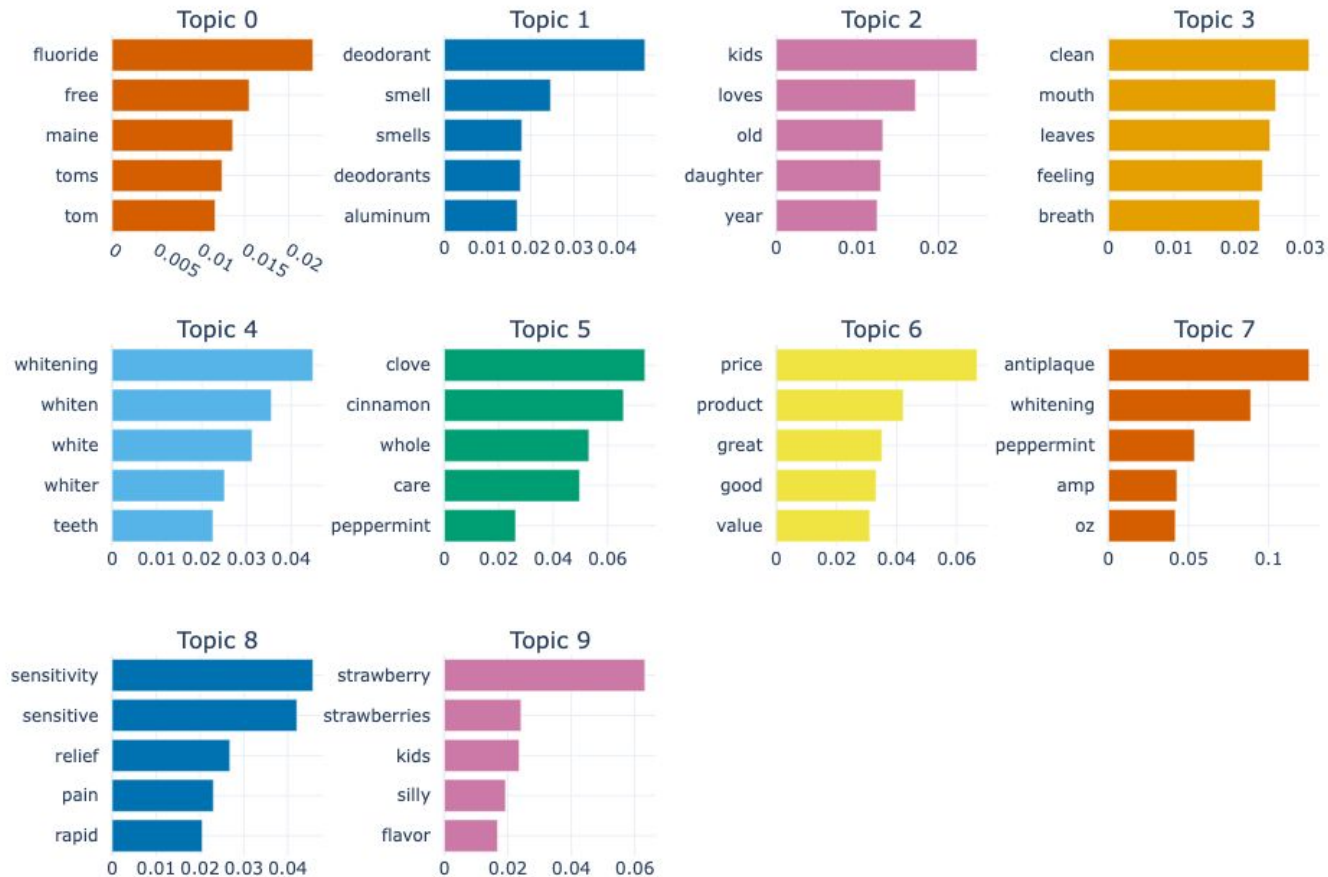 Topic 0
fluoride
free
maine
toms
tom
0 0.005 0.01 0.015 0.02
Topic 1
deodorant
smell
smells
deodorants
aluminum
0 0.01 0.02 0.03 0.04
Topic 2
kids
loves
old
daughter
year
0 0.01 0.02
Topic 3
clean
mouth
leaves
feeling
breath
0 0.01 0.02 0.03
Topic 4
whitening
whiten
white
whiter
teeth
0 0.01 0.02 0.03 0.04
Topic 5
clove
cinnamon
whole
care
peppermint
0 0.02 0.04 0.06
Topic 6
price
product
great
good
value
0 0.02 0.04 0.06
Topic 7
antiplaque
whitening
peppermint
amp
oz
0 0.05 0.1
Topic 8
sensitivity
sensitive
relief
pain
rapid
0 0.01 0.02 0.03 0.04
Topic 9
strawberry
strawberries
kids
silly
flavor
0 0.02 0.04 0.06